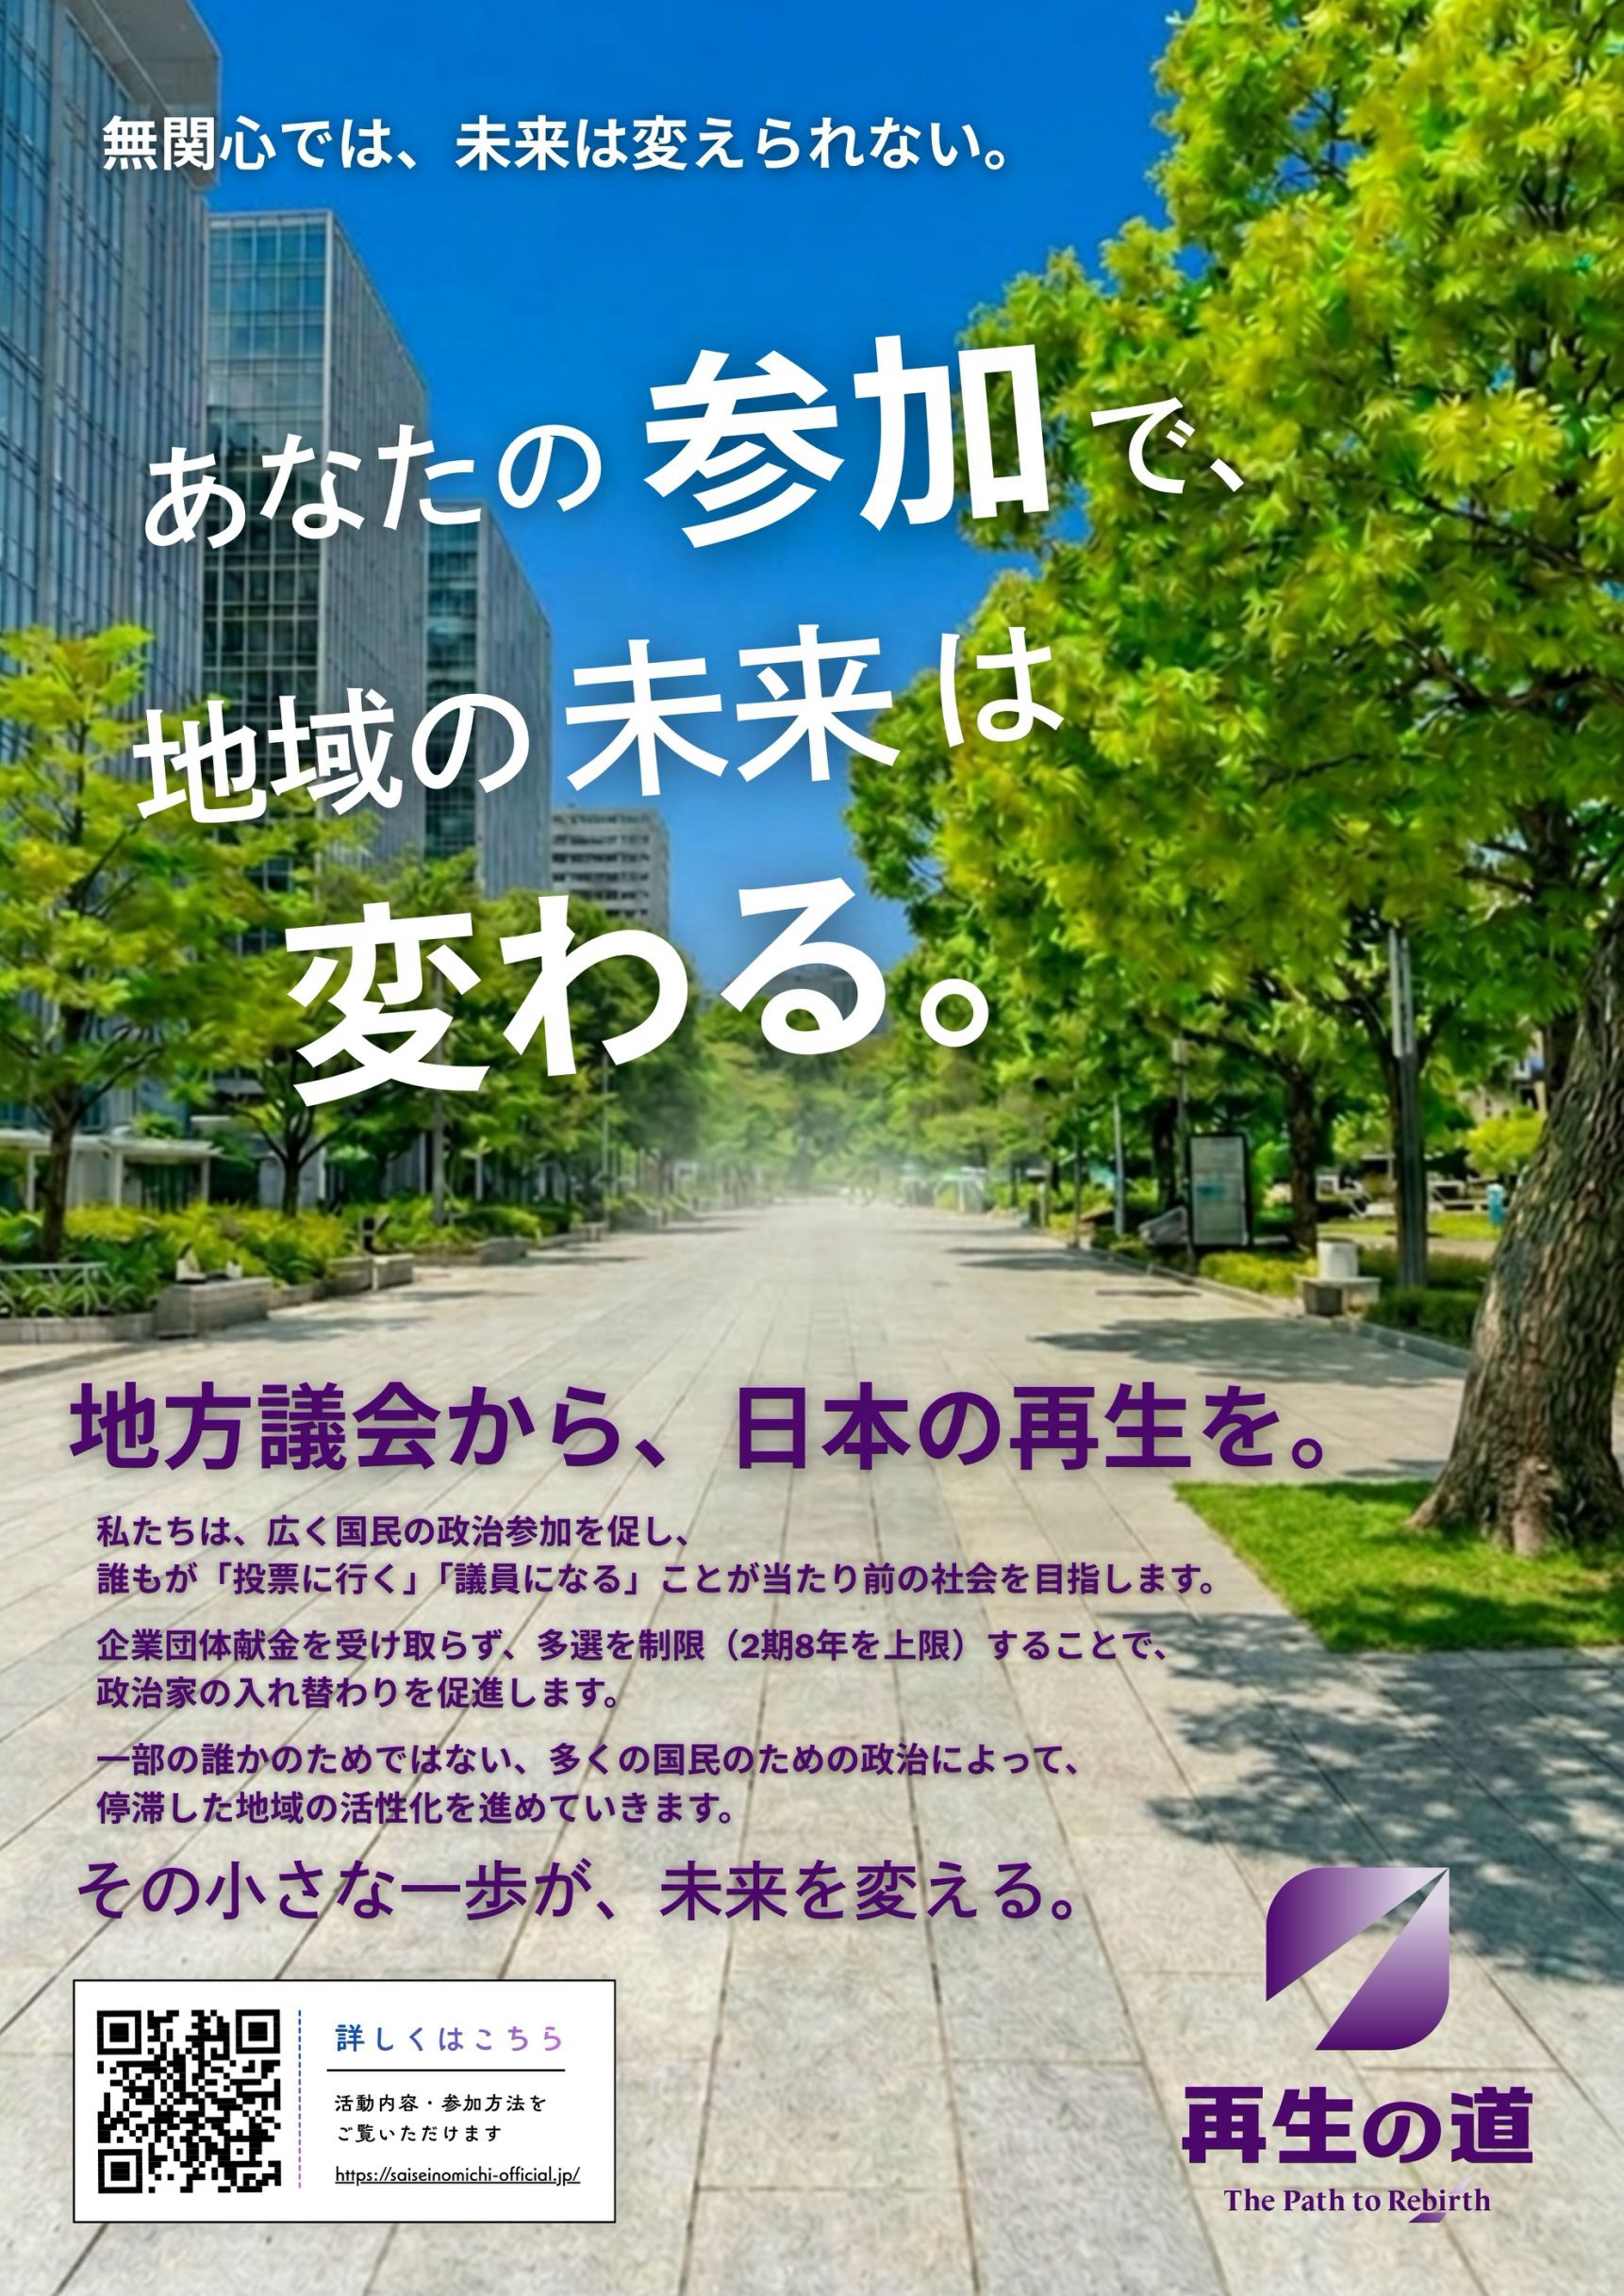 無関心では、未来は変えられない。
あなたの参加で、
地域の未来は
変わる。
地方議会から、日本の再生を。
私たちは、広く国民の政治参加を促し、
誰もが「投票に行く」「議員になる」ことが当たり前の社会を目指します。
企業団体献金を受け取らず、多選を制限（2期8年を上限）することで、
政治家の入れ替わりを促進します。
一部の誰かのためではない、多くの国民のための政治によって、
停滞した地域の活性化を進めていきます。
その小さな一歩が、未来を変える。
詳しくはこちら
活動内容・参加方法を
ご覧いただけます
https://saiseinomichi-official.jp/
再生の道
The Path to Rebirth